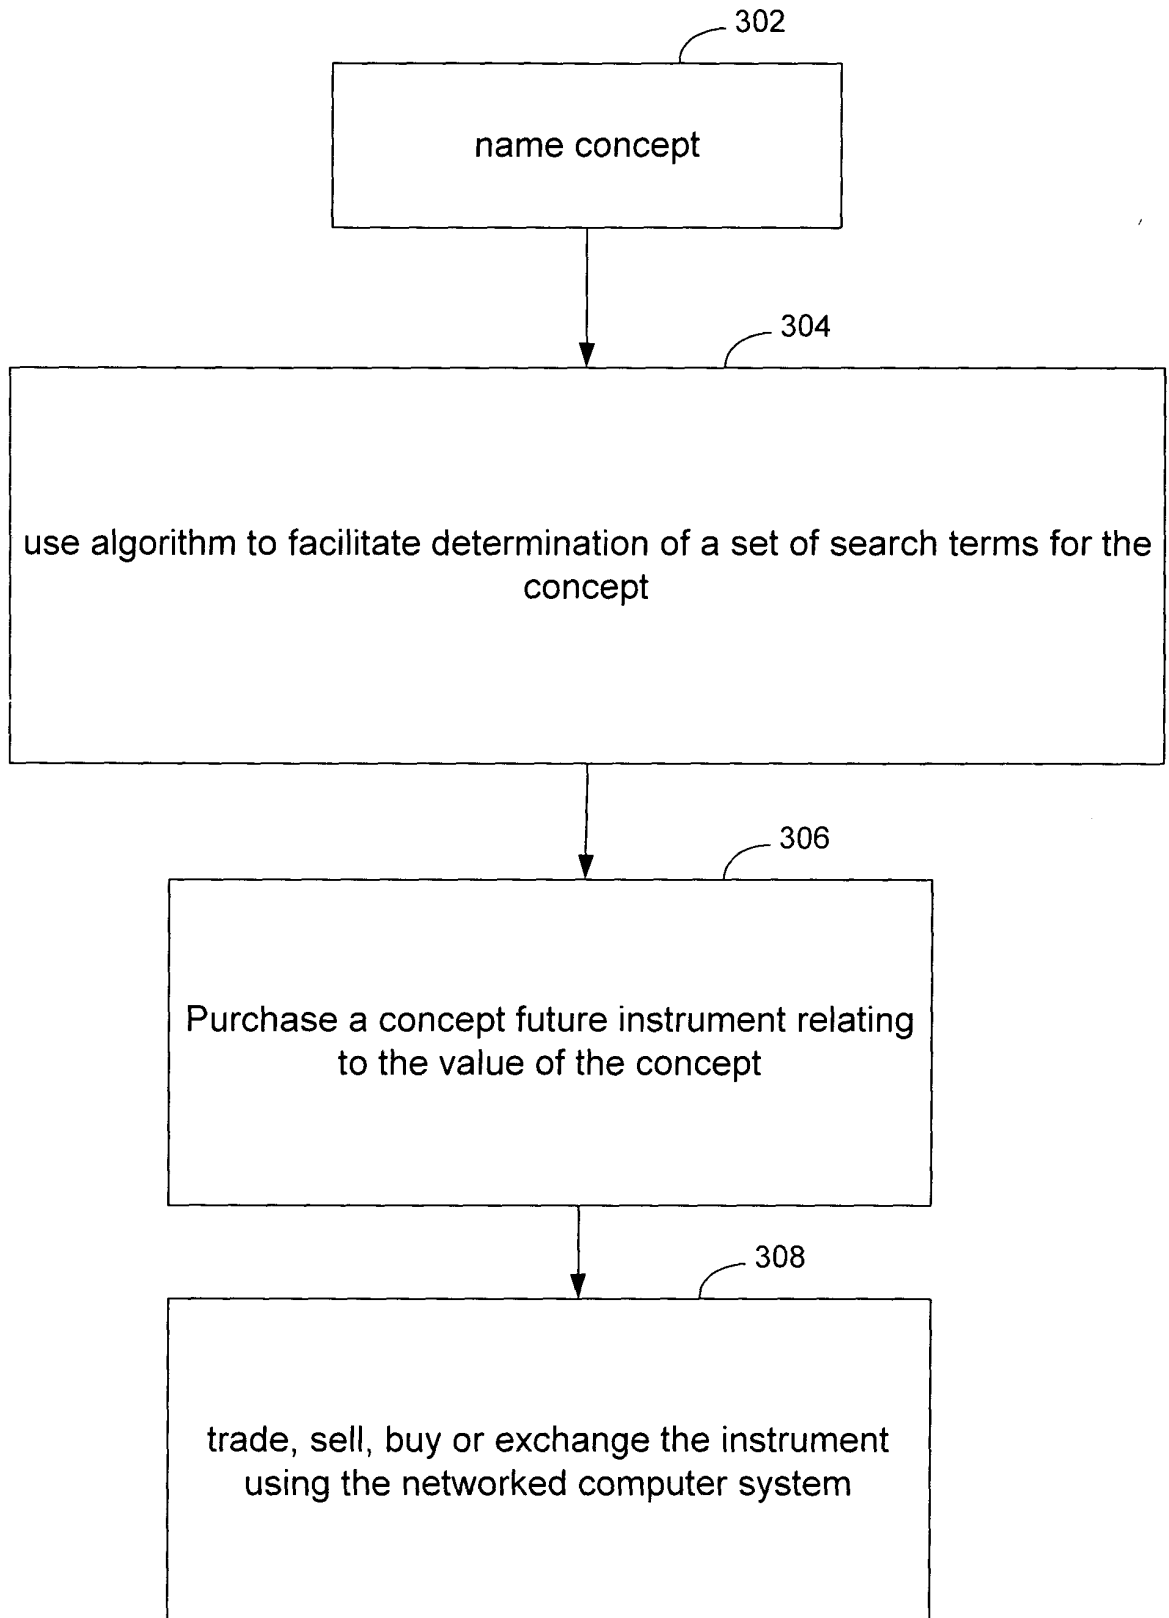 302
name concept
304
use algorithm to facilitate determination of a set of search terms for the
concept
306
Purchase a concept future instrument relating
to the value of the concept
308
trade, sell, buy or exchange the instrument
using the networked computer system